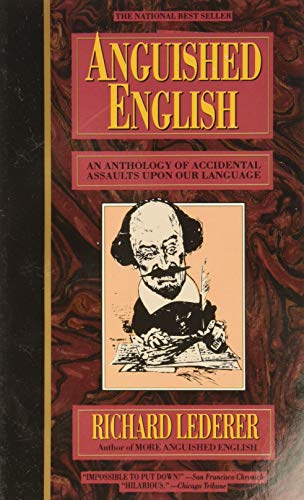 THE NATIONAL BEST SELLER
ANGUISHED
ENGLISH
AN ANTHOLOGY OF ACCIDENTAL
ASSAULTS UPON OUR LANGUAGE
RICHARD LEDERER
Author of MORE ANGUISHED ENGLISH
"IMPOSSIBLE TO PUT DOWN!"—San Francisco Chronicle
"HILARIOUS."—Chicago Tribune